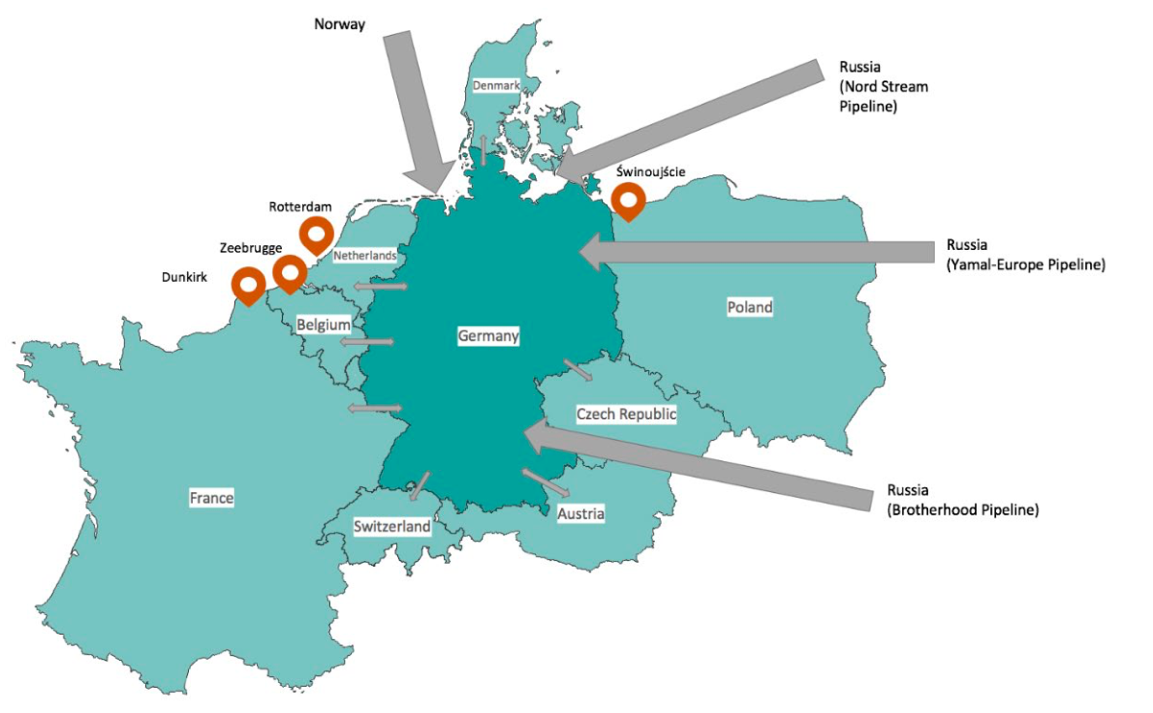 Norway
Russia
(Nord Stream
Pipeline)
Denmark
Świnoujście
Rotterdam
Zeebrugge
Netherlands
Russia
(Yamal-Europe Pipeline)
Dunkirk
Belgium
Germany
Poland
Czech Republic
France
Switzerland
Austria
Russia
(Brotherhood Pipeline)